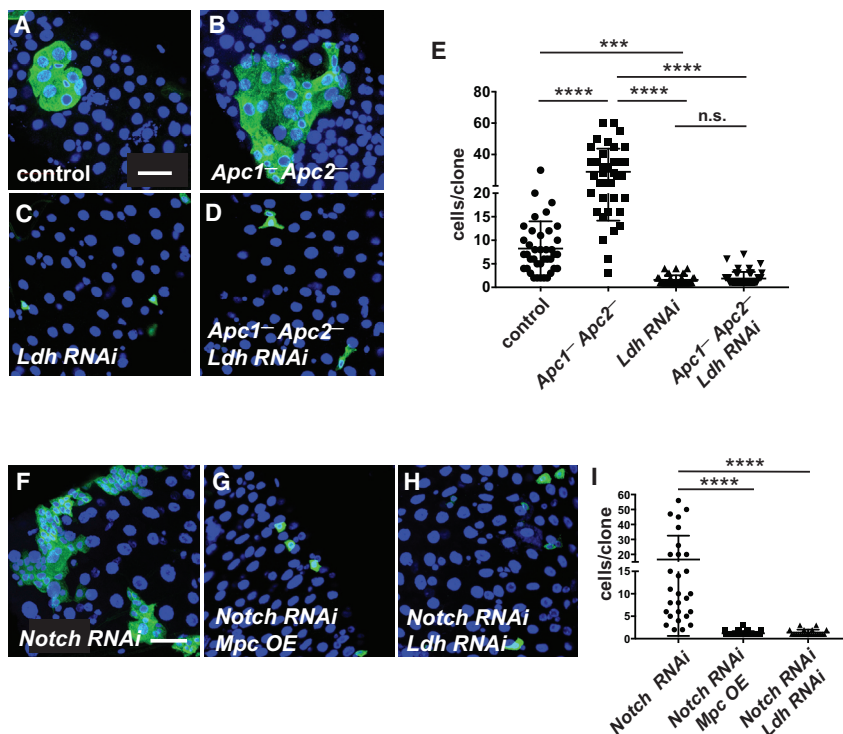 A
control
B
Apc1– Apc2–
C
Ldh RNAi
D
Apc1– Apc2–
Ldh RNAi
E
***
****
**** ****
n.s.
cells/clone
80
60
40
20
20
15
10
5
0
control
Apc1– Apc2–
Ldh RNAi
Apc1– Apc2–
Ldh RNAi
F
Notch RNAi
G
Notch RNAi
Mpc OE
H
Notch RNAi
Ldh RNAi
I
****
****
cells/clone
60
50
40
30
20
15
10
5
0
Notch RNAi
Notch RNAi
Mpc OE
Notch RNAi
Ldh RNAi